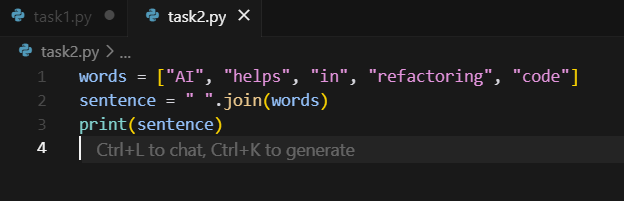 task1.py
task2.py
task2.py > ...
1 words = ["AI", "helps", "in", "refactoring", "code"]
2 sentence = " ".join(words)
3 print(sentence)
4 Ctrl+L to chat, Ctrl+K to generate